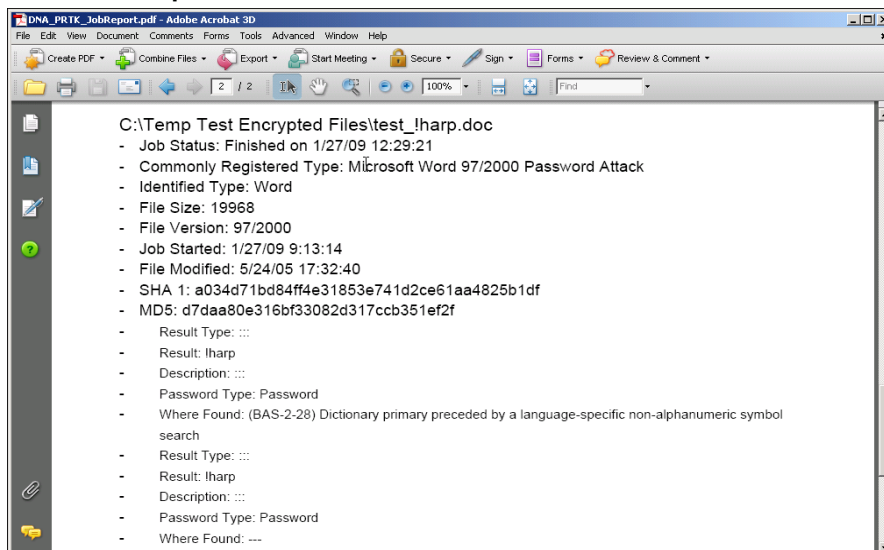 DNA_PRTK_JobReport.pdf - Adobe Acrobat 3D
File Edit View Document Comments Forms Tools Advanced Window Help
Create PDF Combine Files Export Start Meeting Secure Sign Forms Review & Comment
2 / 2 100% Find
C:\Temp Test Encrypted Files\test_!harp.doc
- Job Status: Finished on 1/27/09 12:29:21
- Commonly Registered Type: Microsoft Word 97/2000 Password Attack
- Identified Type: Word
- File Size: 19968
- File Version: 97/2000
- Job Started: 1/27/09 9:13:14
- File Modified: 5/24/05 17:32:40
- SHA 1: a034d71bd84ff4e31853e741d2ce61aa4825b1df
- MD5: d7daa80e316bf33082d317ccb351ef2f
- Result Type: :::
- Result: !harp
- Description: :::
- Password Type: Password
- Where Found: (BAS-2-28) Dictionary primary preceded by a language-specific non-alphanumeric symbol
search
- Result Type: :::
- Result: !harp
- Description: :::
- Password Type: Password
- Where Found: ---